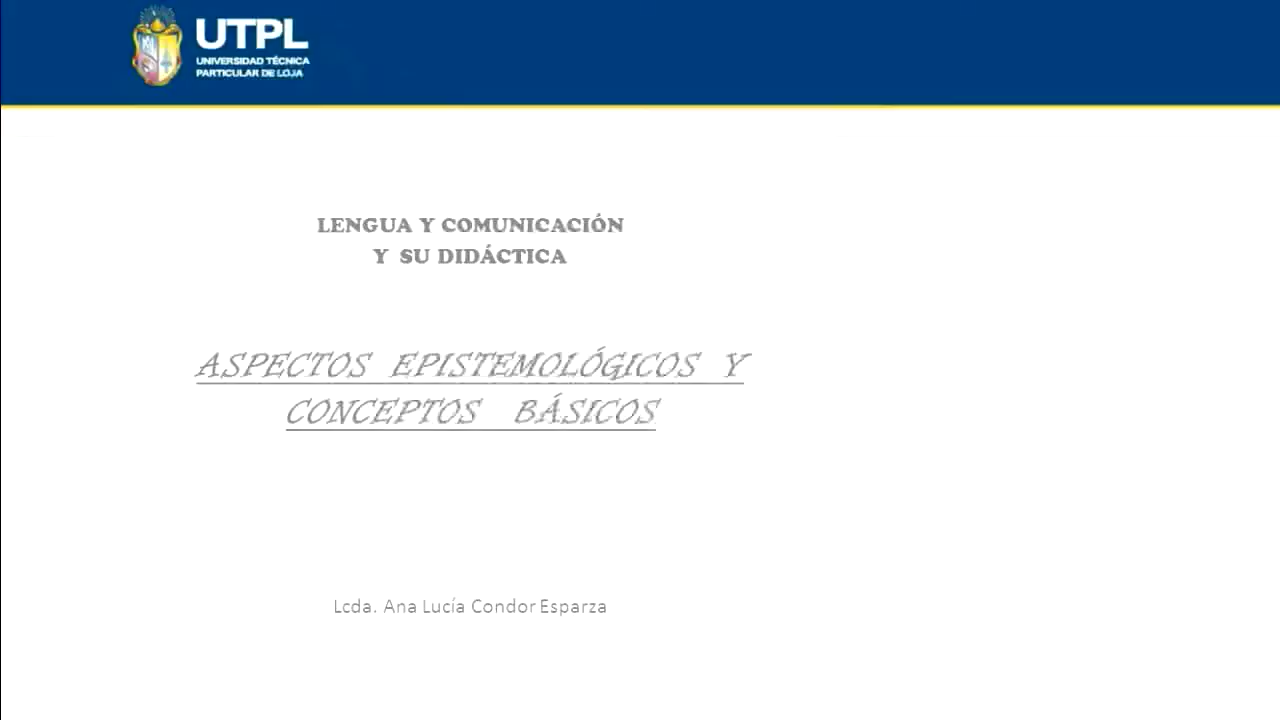 UTPL
UNIVERSIDAD TÉCNICA
PARTICULAR DE LOJA
LENGUA Y COMUNICACIÓN
Y SU DIDÁCTICA
ASPECTOS EPISTEMOLÓGICOS Y
CONCEPTOS BÁSICOS
Lcda. Ana Lucía Condor Esparza